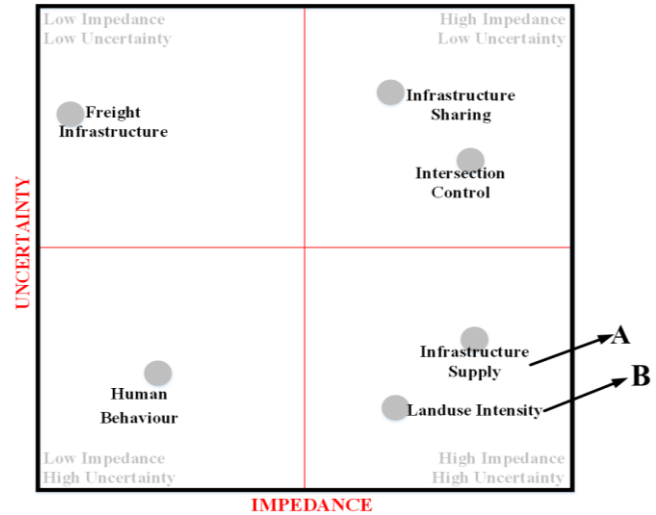 Low Impedance
Low Uncertainty
High Impedance
Low Uncertainty
Freight
Infrastructure
Infrastructure
Sharing
Intersection
Control
UNCERTAINTY
Infrastructure
Supply
A
Human
Behaviour
Landuse Intensity
B
Low Impedance
High Uncertainty
High Impedance
High Uncertainty
IMPEDANCE